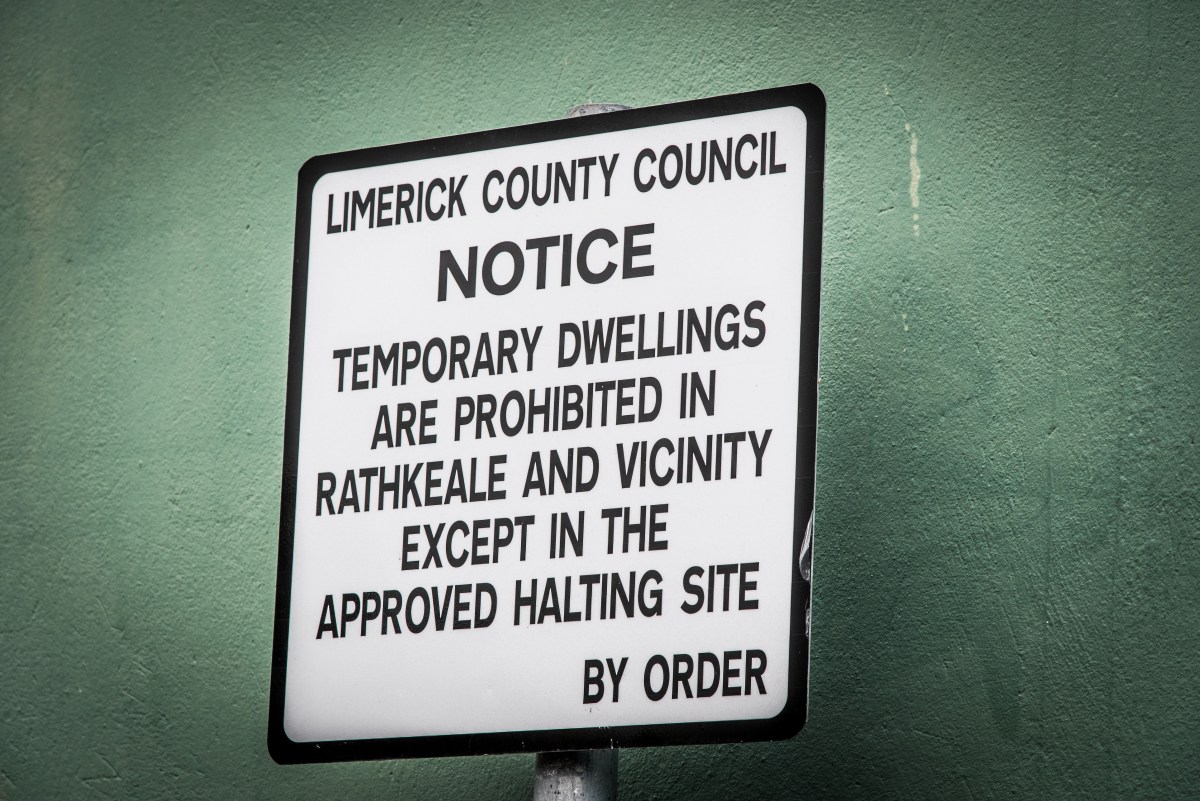 LIMERICK COUNTY COUNCIL
NOTICE
TEMPORARY DWELLINGS
ARE PROHIBITED IN
RATHKEALE AND VICINITY
EXCEPT IN THE
APPROVED HALTING SITE
BY ORDER